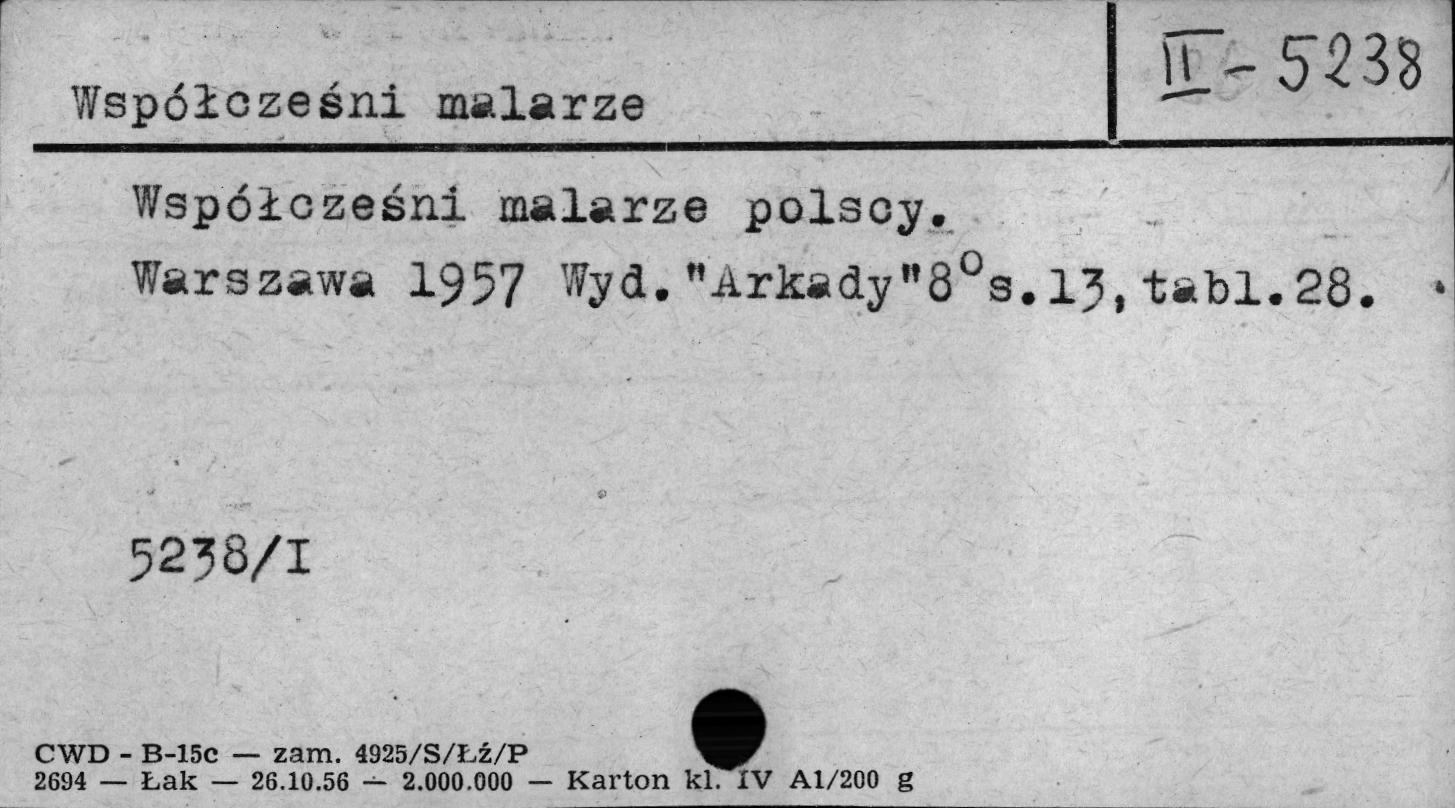 II - 5238
Współcześni malarze
Współcześni malarze polscy.
Warszawa 1957 Wyd."Arkady"8° s.13, tabl.28.
5238/I
CWD - B-15c — zam. 4925/S/Łź/P
2694 — Łak — 26.10.56 — 2.000.000 — Karton kl. IV A1/200 g